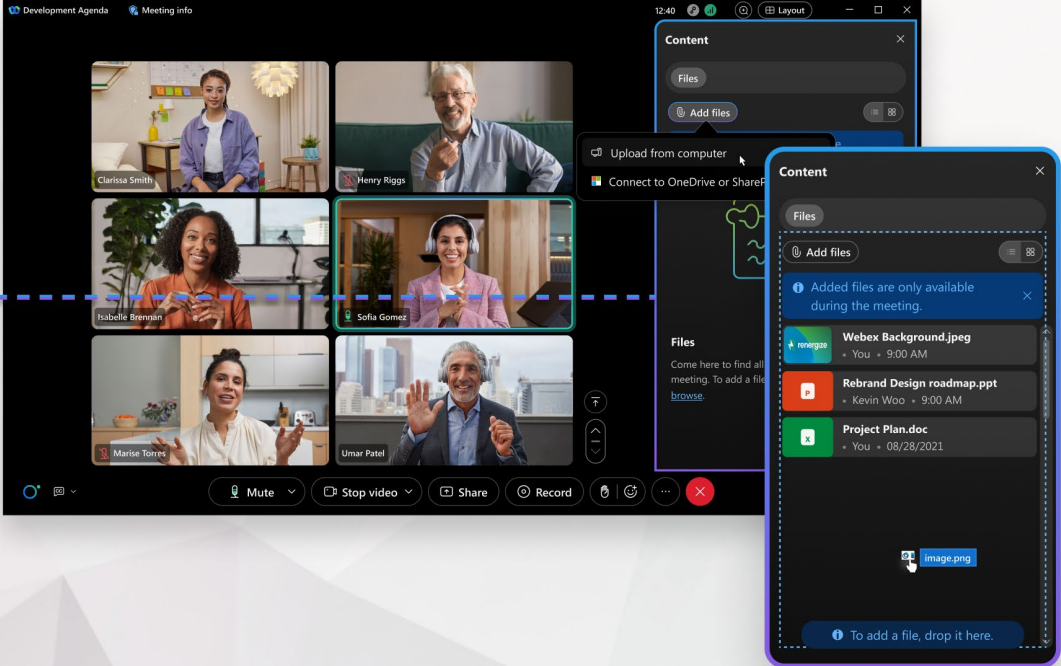 Development Agenda
Meeting info
12:40
Layout
Content
Files
Add files
Upload from computer
Connect to OneDrive or ShareP
Clarissa Smith
Henry Riggs
Isabelle Brennan
Sofia Gomez
Marise Torres
Umar Patel
Files
Come here to find all
meeting. To add a file
browse.
Mute
Stop video
Share
Record
Content
Files
Add files
Added files are only available
during the meeting.
renergize
Webex Background.jpeg
• You • 9:00 AM
P
Rebrand Design roadmap.ppt
• Kevin Woo • 9:00 AM
X
Project Plan.doc
• You • 08/28/2021
image.png
To add a file, drop it here.